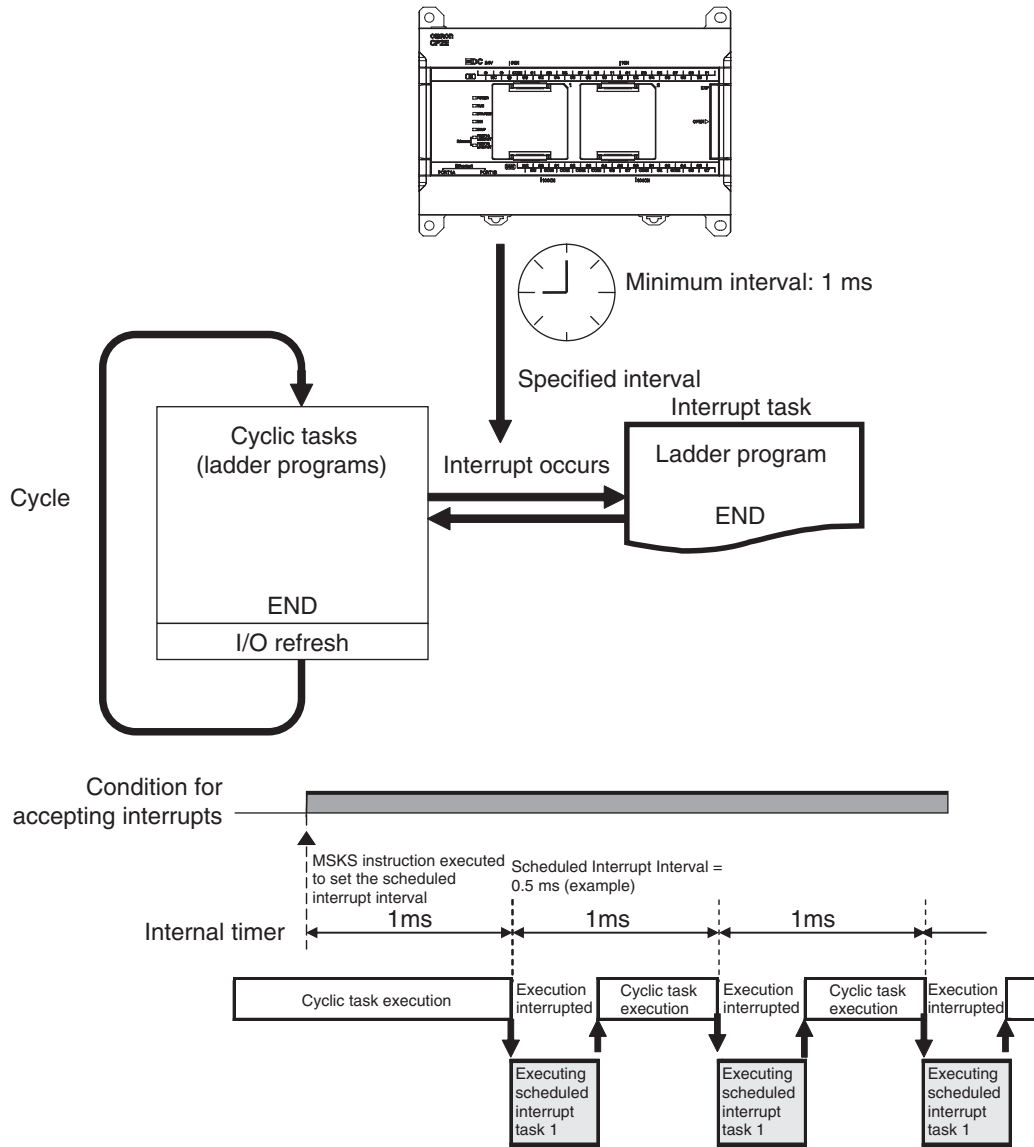 OMRON
CP2E
Minimum interval: 1 ms
Specified interval
Interrupt task
Cyclic tasks
(ladder programs)
Interrupt occurs
Ladder program
Cycle
END
END
I/O refresh
Condition for
accepting interrupts
MSKS instruction executed
to set the scheduled
interrupt interval
Scheduled Interrupt Interval =
0.5 ms (example)
Internal timer
1ms
1ms
1ms
Cyclic task execution
Execution
interrupted
Cyclic task
execution
Execution
interrupted
Cyclic task
execution
Execution
interrupted
Executing
scheduled
interrupt
task 1
Executing
scheduled
interrupt
task 1
Executing
scheduled
interrupt
task 1